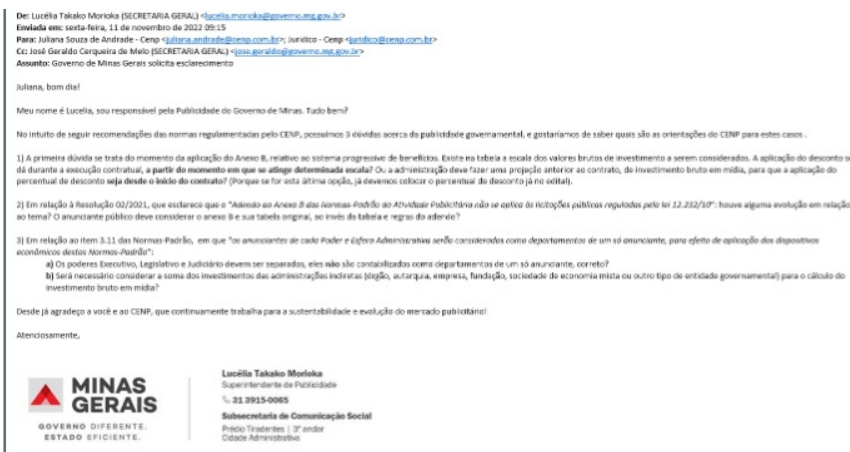 De: Lucélia Takako Morioka (SECRETARIA GERAL) <lucelia.morioka@governo.mg.gov.br>
Enviada em: sexta-feira, 11 de novembro de 2022 09:15
Para: Juliana Souza de Andrade - Cenp <juliana.andrade@cenp.com.br>; Juridico - Cenp <juridico@cenp.com.br>
Cc: José Geraldo Cerqueira de Melo (SECRETARIA GERAL) <jose.geraldo@governo.mg.gov.br>
Assunto: Governo de Minas Gerais solicita esclarecimento
Juliana, bom dia!
Meu nome é Lucelia, sou responsável pela Publicidade do Governo de Minas. Tudo bem?
No intuito de seguir recomendações das normas regulamentadas pelo CENP, possuímos 3 dúvidas acerca da publicidade governamental, e gostaríamos de saber quais são as orientações do CENP para estes casos .
1) A primeira dúvida se trata do momento da aplicação do Anexo B, relativo ao sistema progressivo de benefícios. Existe na tabela a escala dos valores brutos de investimento a serem considerados. A aplicação do desconto se
dá durante a execução contratual, a partir do momento em que se atinge determinada escala? Ou a administração deve fazer uma projeção anterior ao contrato, de investimento bruto em mídia, para que a aplicação do
percentual de desconto seja desde o início do contrato? (Porque se for esta última opção, já devemos colocar o percentual do desconto já no edital).
2) Em relação à Resolução 02/2021, que esclarece que o "Adendo ao Anexo B das Normas-Padrão da Atividade Publicitária não se aplica às licitações públicas reguladas pela lei 12.232/10": houve alguma evolução em relação
ao tema? O anunciante público deve considerar o anexo B e sua tabela original, ao invés da tabela e regras do adendo?
3) Em relação ao item 3.11 das Normas-Padrão, em que "os anunciantes de cada Poder e Esfera Administrativa serão considerados como departamentos de um só anunciante, para efeito de aplicação dos dispositivos
econômicos destas Normas-Padrão":
a) Os poderes Executivo, Legislativo e Judiciário devem ser separados, eles não são contabilizados como departamentos de um só anunciante, correto?
b) Será necessário considerar a soma dos investimentos das administrações indiretas (órgão, autarquia, empresa, fundação, sociedade de economia mista ou outro tipo de entidade governamental) para o cálculo do
investimento bruto em mídia?
Desde já agradeço a você e ao CENP, que continuamente trabalha para a sustentabilidade e evolução do mercado publicitário!
Atenciosamente,
MINAS
GERAIS
GOVERNO DIFERENTE.
ESTADO EFICIENTE.
Lucélia Takako Morioka
Superintendente de Publicidade
31 3915-0065
Subsecretaria de Comunicação Social
Prédio Tiradentes | 3º andar
Cidade Administrativa